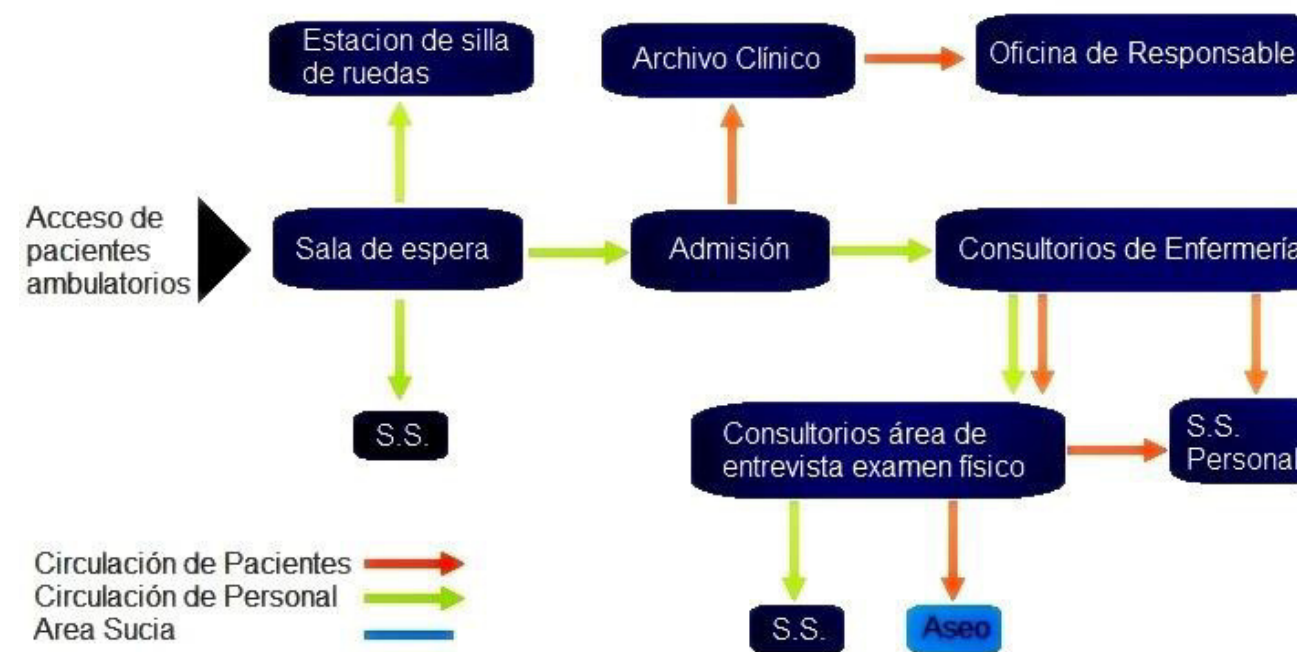 Estacion de silla
de ruedas
Archivo Clínico
Oficina de Responsable
Acceso de
pacientes
ambulatorios
Sala de espera
Admisión
Consultorios de Enfermería
S.S.
Consultorios área de
entrevista examen físico
S.S.
Personal
Circulación de Pacientes
Circulación de Personal
Area Sucia
S.S.
Aseo